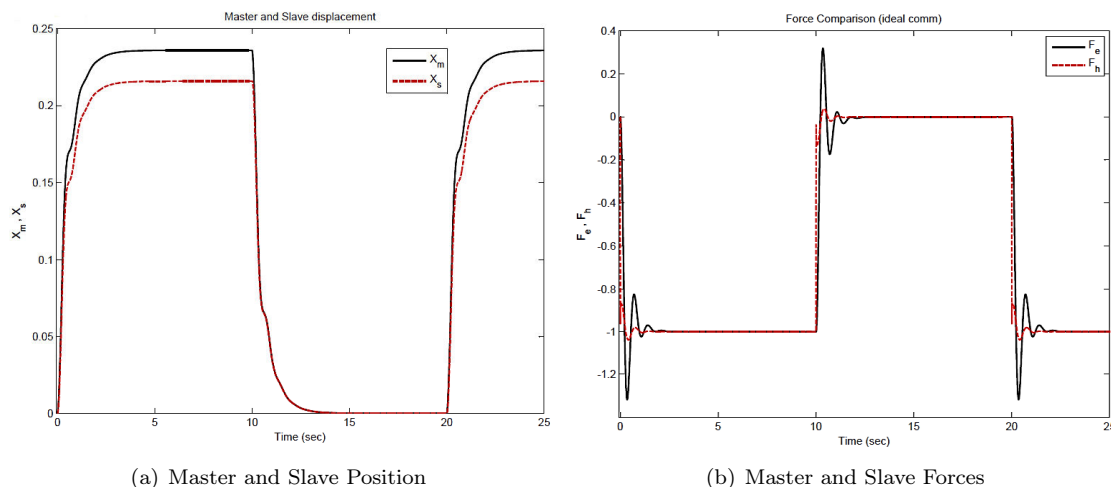 Master and Slave displacement
0.25
0.2
0.15
0.1
0.05
0
X_m , X_s
X_m
X_s
0
5
10
15
20
25
Time (sec)
(a) Master and Slave Position
Force Comparison (ideal comm)
0.4
0.2
0
-0.2
-0.4
-0.6
-0.8
-1
-1.2
F_e , F_h
F_e
F_h
0
5
10
15
20
25
Time (sec)
(b) Master and Slave Forces